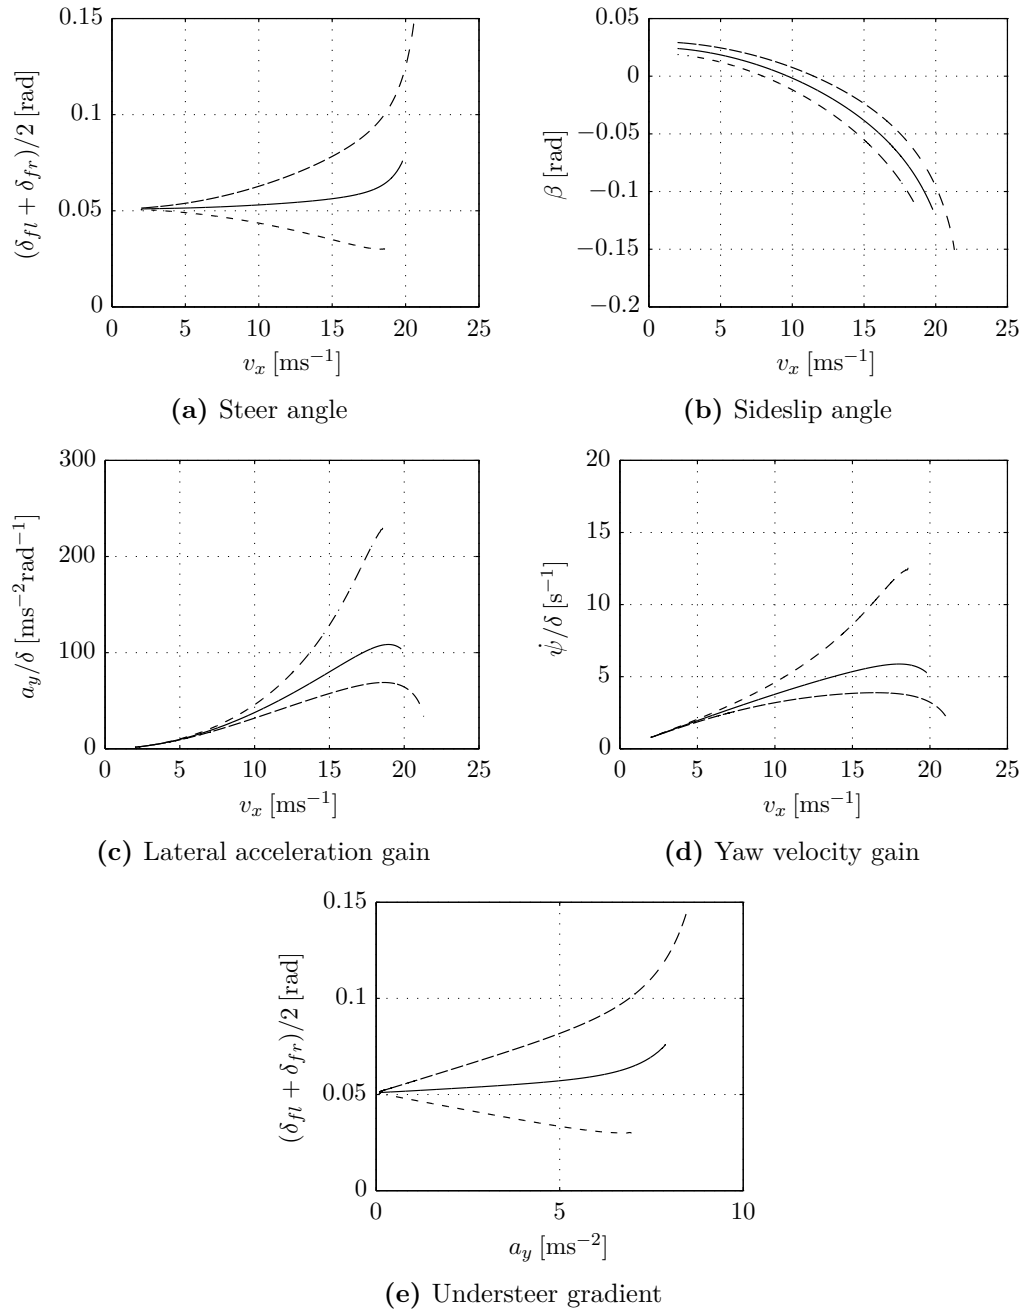 0.15
0.1
0.05
0
0 5 10 15 20 25
(δ_{fl} + δ_{fr})/2 [rad]
v_x [ms⁻¹]
(a) Steer angle
0.05
0
−0.05
−0.1
−0.15
−0.2
0 5 10 15 20 25
β [rad]
v_x [ms⁻¹]
(b) Sideslip angle
300
200
100
0
0 5 10 15 20 25
a_y/δ [ms⁻²rad⁻¹]
v_x [ms⁻¹]
(c) Lateral acceleration gain
20
15
10
5
0
0 5 10 15 20 25
ψ̇/δ [s⁻¹]
v_x [ms⁻¹]
(d) Yaw velocity gain
0.15
0.1
0.05
0
0 5 10
(δ_{fl} + δ_{fr})/2 [rad]
a_y [ms⁻²]
(e) Understeer gradient